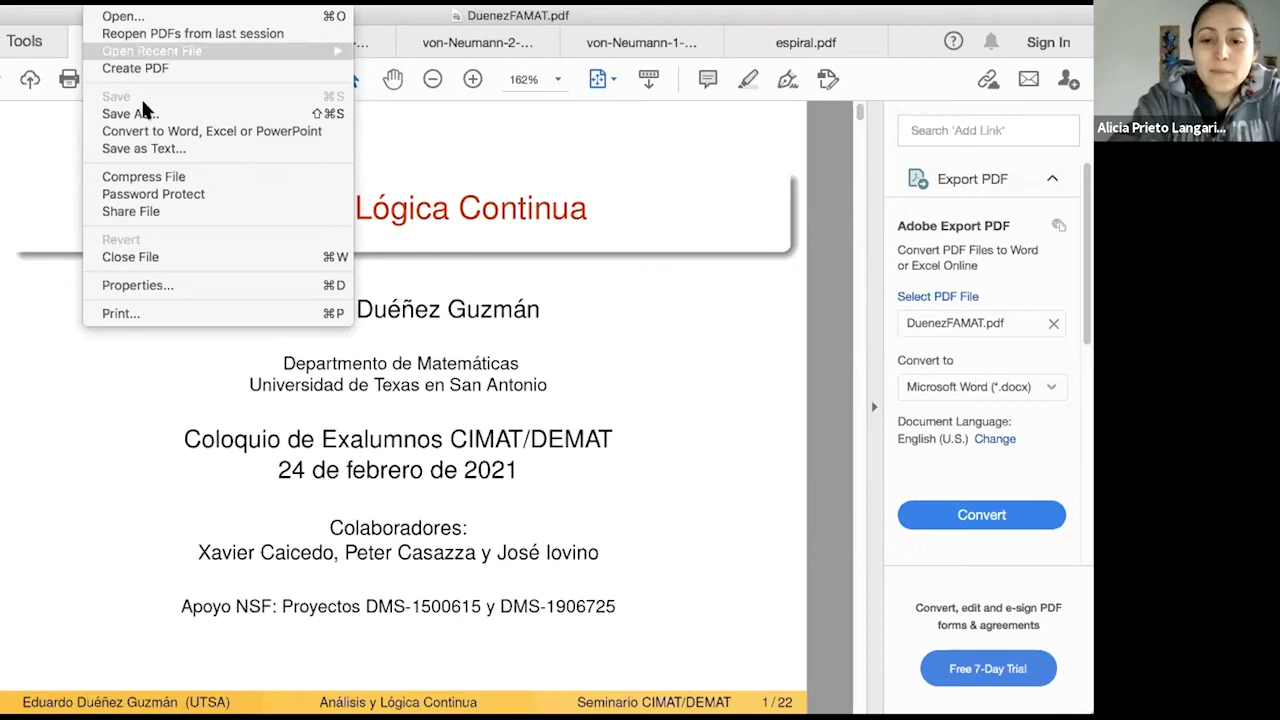 Open... ⌘O
DuenezFAMAT.pdf
Reopen PDFs from last session
Tools
Open Recent File
von-Neumann-2-...
von-Neumann-1-...
espiral.pdf
Sign In
Create PDF
162%
Save ⌘S
Save As... ⇧⌘S
Convert to Word, Excel or PowerPoint
Save as Text...
Compress File
Password Protect
Share File
Revert
Close File ⌘W
Properties... ⌘D
Print... ⌘P
Lógica Continua
Duéñez Guzmán
Departmento de Matemáticas
Universidad de Texas en San Antonio
Coloquio de Exalumnos CIMAT/DEMAT
24 de febrero de 2021
Colaboradores:
Xavier Caicedo, Peter Casazza y José Iovino
Apoyo NSF: Proyectos DMS-1500615 y DMS-1906725
Eduardo Duéñez Guzmán (UTSA) Análisis y Lógica Continua Seminario CIMAT/DEMAT 1 / 22
Search 'Add Link'
Export PDF
Adobe Export PDF
Convert PDF Files to Word
or Excel Online
Select PDF File
DuenezFAMAT.pdf
Convert to
Microsoft Word (*.docx)
Document Language:
English (U.S.) Change
Convert
Convert, edit and e-sign PDF
forms & agreements
Free 7-Day Trial
Alicia Prieto Langari...